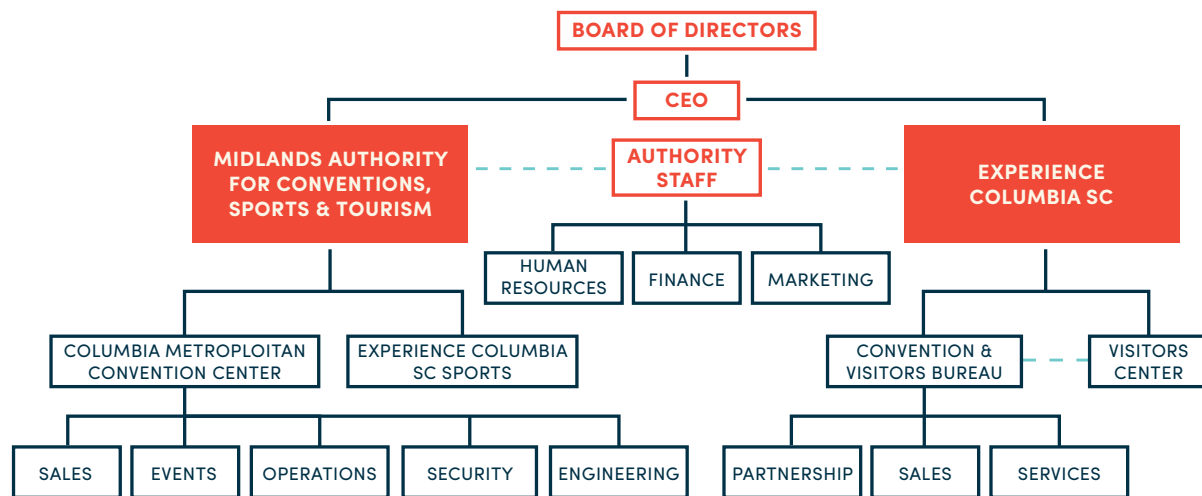 BOARD OF DIRECTORS
CEO
MIDLANDS AUTHORITY
FOR CONVENTIONS,
SPORTS & TOURISM
AUTHORITY
STAFF
EXPERIENCE
COLUMBIA SC
HUMAN
RESOURCES
FINANCE
MARKETING
COLUMBIA METROPLOITAN
CONVENTION CENTER
EXPERIENCE COLUMBIA
SC SPORTS
CONVENTION &
VISITORS BUREAU
VISITORS
CENTER
SALES
EVENTS
OPERATIONS
SECURITY
ENGINEERING
PARTNERSHIP
SALES
SERVICES